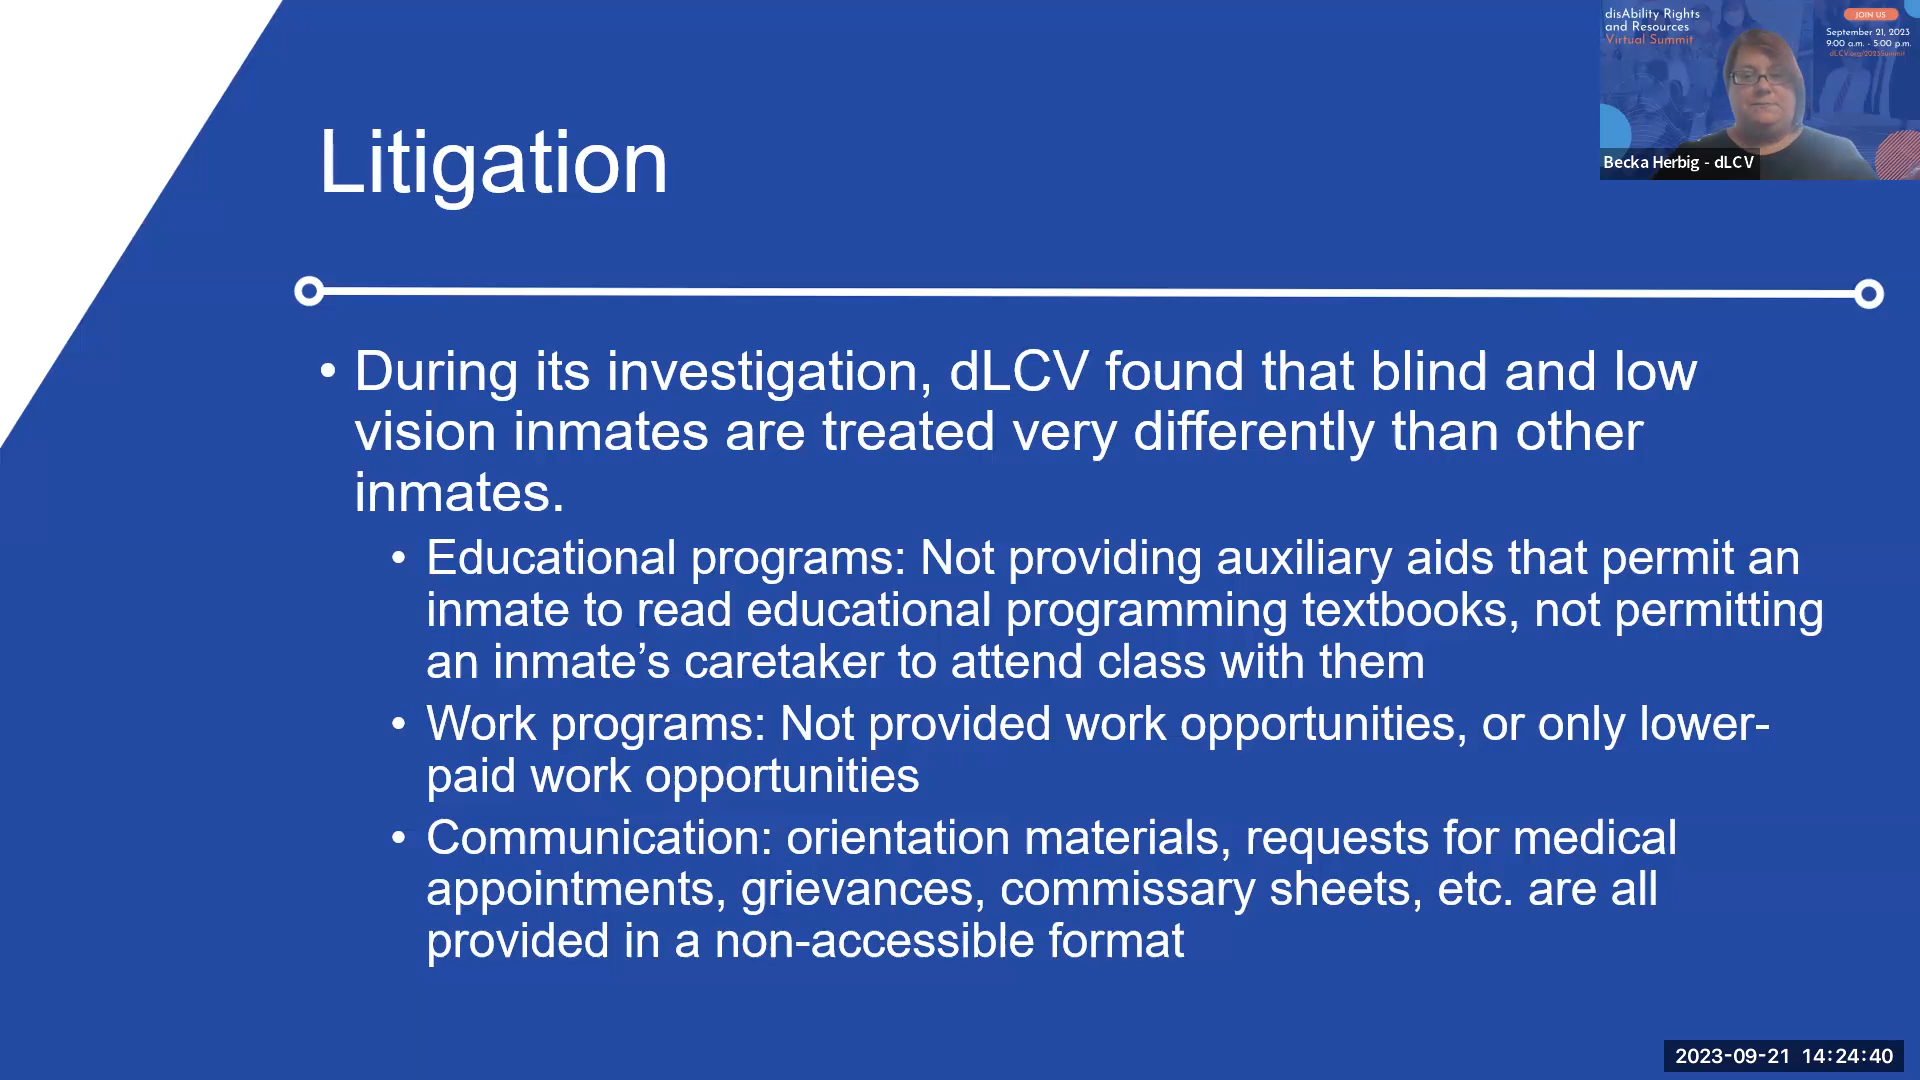 disAbility Rights
and Resources
Virtual Summit
JOIN US
September 21, 2023
9:00 a.m. - 5:00 p.m.
dLCV.org/2023Summit
Becka Herbig - dLCV
Litigation
• During its investigation, dLCV found that blind and low
vision inmates are treated very differently than other
inmates.
• Educational programs: Not providing auxiliary aids that permit an
inmate to read educational programming textbooks, not permitting
an inmate’s caretaker to attend class with them
• Work programs: Not provided work opportunities, or only lower-
paid work opportunities
• Communication: orientation materials, requests for medical
appointments, grievances, commissary sheets, etc. are all
provided in a non-accessible format
2023-09-21 14:24:40